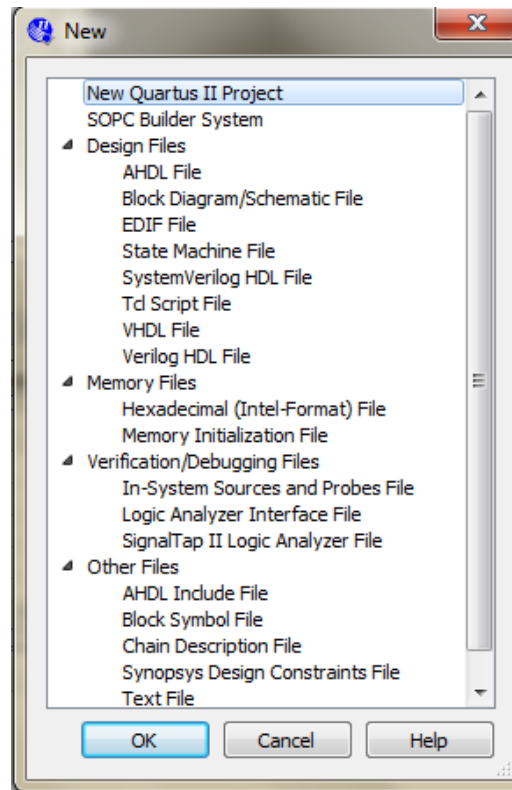 New
New Quartus II Project
SOPC Builder System
Design Files
AHDL File
Block Diagram/Schematic File
EDIF File
State Machine File
SystemVerilog HDL File
Tcl Script File
VHDL File
Verilog HDL File
Memory Files
Hexadecimal (Intel-Format) File
Memory Initialization File
Verification/Debugging Files
In-System Sources and Probes File
Logic Analyzer Interface File
SignalTap II Logic Analyzer File
Other Files
AHDL Include File
Block Symbol File
Chain Description File
Synopsys Design Constraints File
Text File
OK Cancel Help